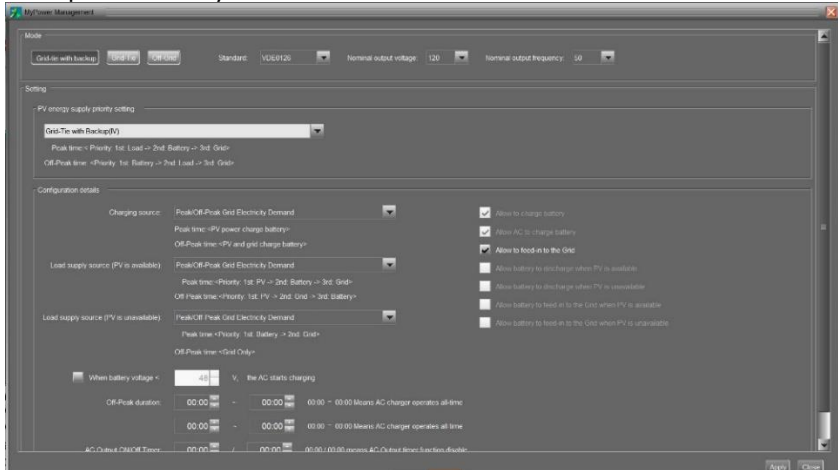 MyPower Management
Mode
Grid-tie with backup Grid-Tie Off-Grid Standard: VDE0126 Nominal output voltage: 120 Nominal output frequency: 50
Setting
PV energy supply priority setting
Grid-Tie with Backup(IV)
Peak time:< Priority: 1st: Load -> 2nd: Battery -> 3rd: Grid>
Off-Peak time: <Priority: 1st: Battery -> 2nd: Load -> 3rd: Grid>
Configuration details
Charging source: Peak/Off-Peak Grid Electricity Demand Allow to charge battery
Peak time:<PV power charge battery> Allow AC to charge battery
Off-Peak time:<PV and grid charge battery> Allow to feed-in to the Grid
Load supply source (PV is available): Peak/Off-Peak Grid Electricity Demand Allow battery to discharge when PV is available
Peak time:<Priority: 1st: PV -> 2nd: Battery -> 3rd: Grid> Allow battery to discharge when PV is unavailable
Off-Peak time:<Priority: 1st: PV -> 2nd: Grid -> 3rd: Battery> Allow battery to feed-in to the Grid when PV is available
Load supply source (PV is unavailable): Peak/Off-Peak Grid Electricity Demand Allow battery to feed-in to the Grid when PV is unavailable
Peak time:<Priority: 1st: Battery -> 2nd: Grid>
Off-Peak time:<Grid Only>
When battery voltage < 48 V, the AC starts charging
Off-Peak duration: 00:00 ~ 00:00 00:00 ~ 00:00 Means AC charger operates all-time
00:00 ~ 00:00 00:00 ~ 00:00 Means AC charger operates all time
AC Output ON/Off Timer: 00:00 / 00:00 00:00 / 00:00 means AC Output timer function disable
Apply Close